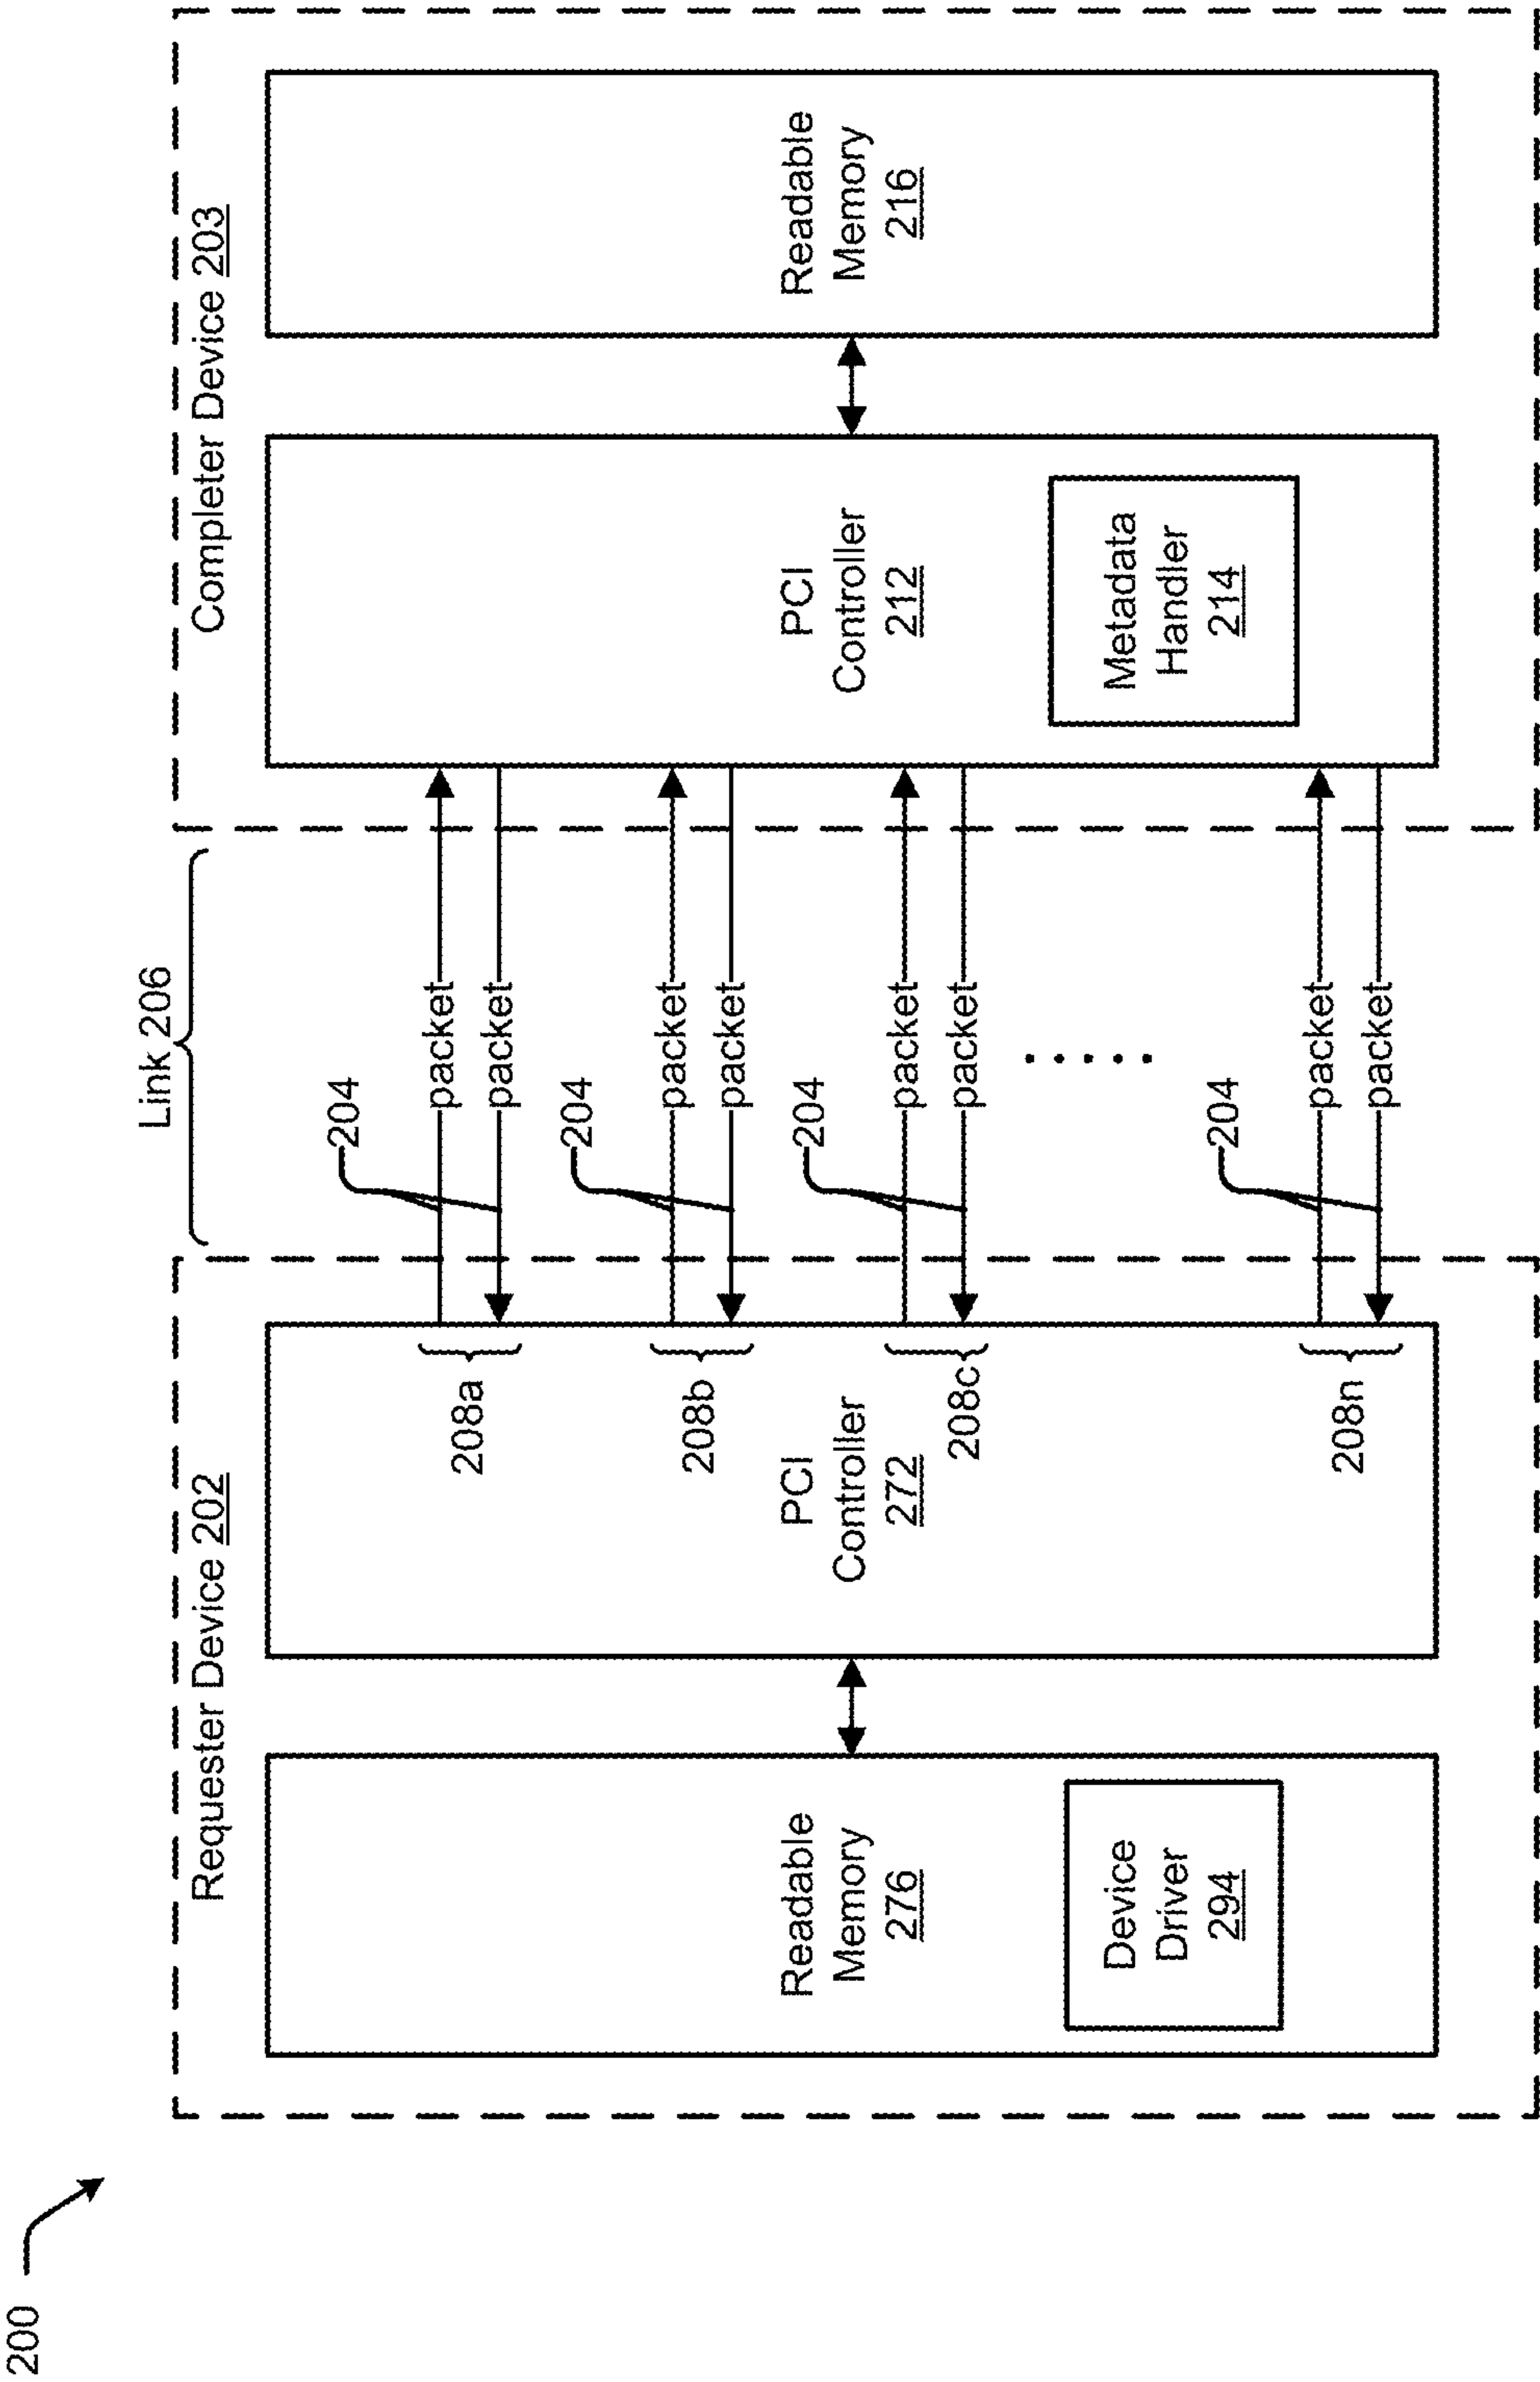 200
Link 206
Requester Device 202
Completer Device 203
Readable
Memory
276
Device
Driver
294
PCI
Controller
272
208a
208b
208c
208n
204
packet
packet
204
packet
packet
204
packet
packet
.....
204
packet
packet
PCI
Controller
212
Metadata
Handler
214
Readable
Memory
216